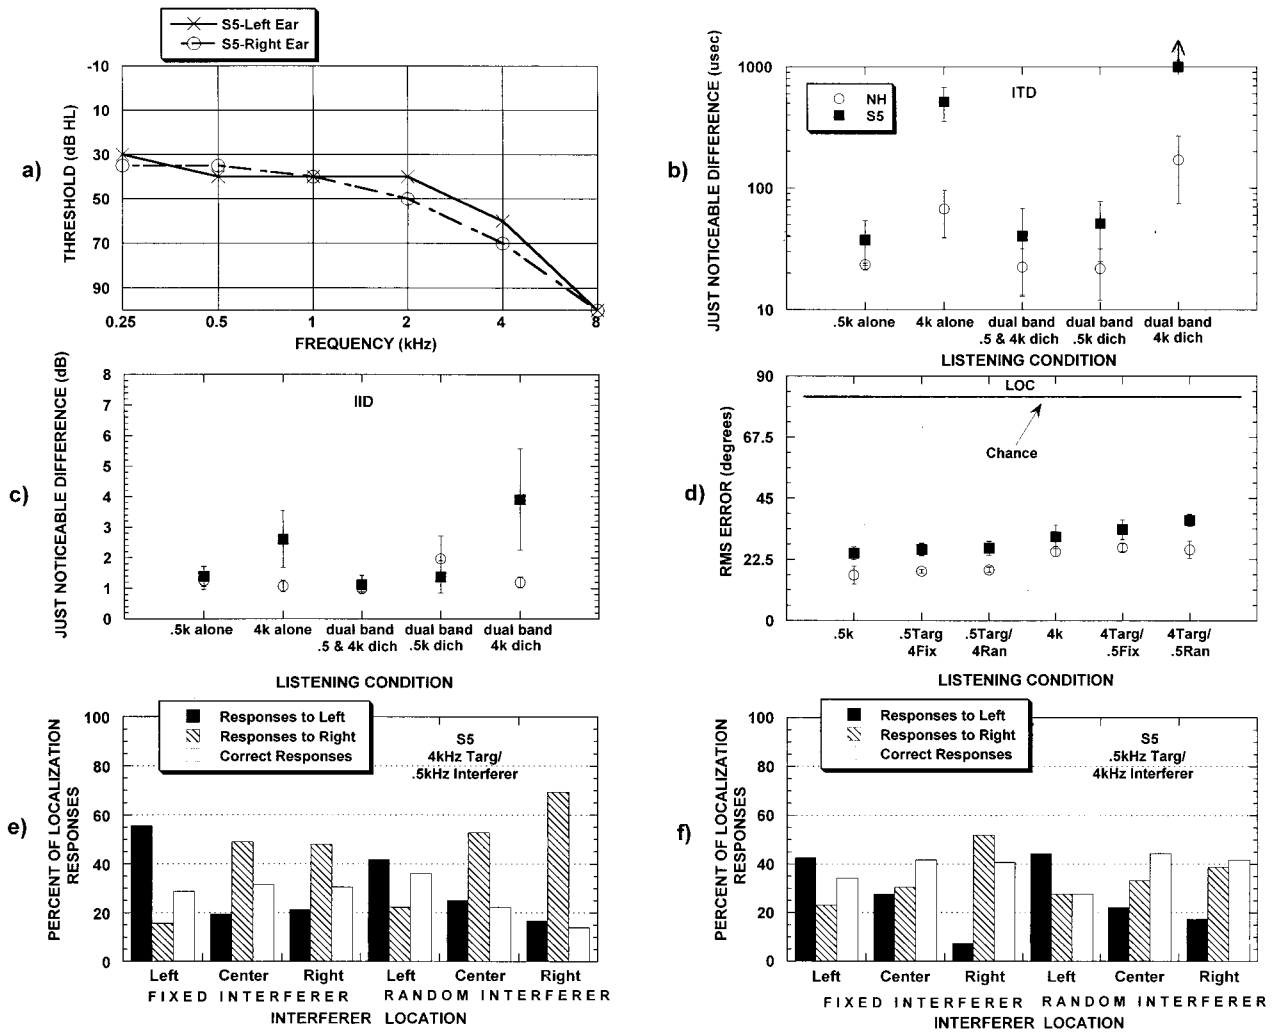 S5-Left Ear
S5-Right Ear
a)
THRESHOLD (dB HL)
-10
10
30
50
70
90
0.25
0.5
1
2
4
8
FREQUENCY (kHz)
b)
JUST NOTICEABLE DIFFERENCE (usec)
1000
100
10
NH
S5
ITD
.5k alone
4k alone
dual band
.5 & 4k dich
dual band
.5k dich
dual band
4k dich
LISTENING CONDITION
c)
JUST NOTICEABLE DIFFERENCE (dB)
8
7
6
5
4
3
2
1
0
IID
.5k alone
4k alone
dual band
.5 & 4k dich
dual band
.5k dich
dual band
4k dich
LISTENING CONDITION
d)
RMS ERROR (degrees)
90
67.5
45
22.5
0
LOC
Chance
.5k
.5Targ
4Fix
.5Targ/
4Ran
4k
4Targ/
.5Fix
4Targ/
.5Ran
LISTENING CONDITION
e)
PERCENT OF LOCALIZATION
RESPONSES
100
80
60
40
20
0
Responses to Left
Responses to Right
Correct Responses
S5
4kHz Targ/
.5kHz Interferer
Left
Center
Right
Left
Center
Right
FIXED INTERFERER
RANDOM INTERFERER
INTERFERER LOCATION
f)
PERCENT OF LOCALIZATION
RESPONSES
100
80
60
40
20
0
Responses to Left
Responses to Right
Correct Responses
S5
.5kHz Targ/
4kHz Interferer
Left
Center
Right
Left
Center
Right
FIXED INTERFERER
RANDOM INTERFERER
INTERFERER LOCATION